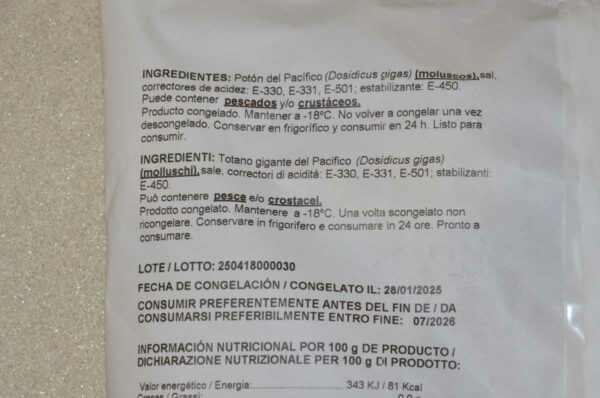 INGREDIENTES: Potón del Pacífico (Dosidicus gigas) (moluscos), sal,
correctores de acidez: E-330, E-331, E-501; estabilizante: E-450.
Puede contener pescados y/o crustáceos.
Producto congelado. Mantener a -18ºC. No volver a congelar una vez
descongelado. Conservar en frigorífico y consumir en 24 h. Listo para
consumir.
INGREDIENTI: Totano gigante del Pacifico (Dosidicus gigas)
(molluschi), sale, correttori di acidità: E-330, E-331, E-501; stabilizanti:
E-450.
Può contenere pesce e/o crostacei.
Prodotto congelato. Mantenere a -18ºC. Una volta scongelato non
ricongelare. Conservare in frigorifero e consumare in 24 ore. Pronto a
consumare.
LOTE / LOTTO: 250418000030
FECHA DE CONGELACIÓN / CONGELATO IL: 28/01/2025
CONSUMIR PREFERENTEMENTE ANTES DEL FIN DE / DA
CONSUMARSI PREFERIBILMENTE ENTRO FINE: 07/2026
INFORMACIÓN NUTRICIONAL POR 100 g DE PRODUCTO /
DICHIARAZIONE NUTRIZIONALE PER 100 g DI PRODOTTO:
Valor energético / Energia:........................ 343 KJ / 81 Kcal
Grasas / Grassi: